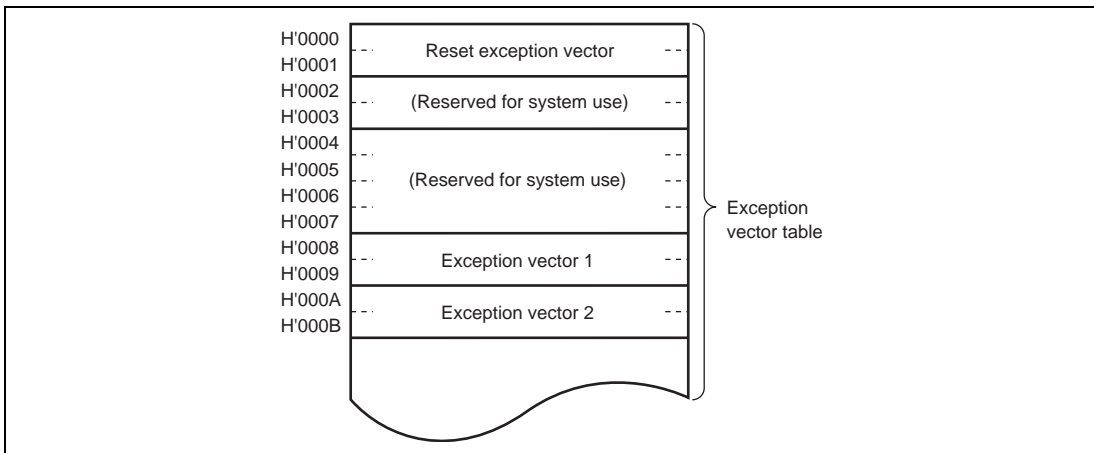 H'0000
Reset exception vector
H'0001
H'0002
(Reserved for system use)
H'0003
H'0004
H'0005
(Reserved for system use)
H'0006
H'0007
Exception
vector table
H'0008
Exception vector 1
H'0009
H'000A
Exception vector 2
H'000B